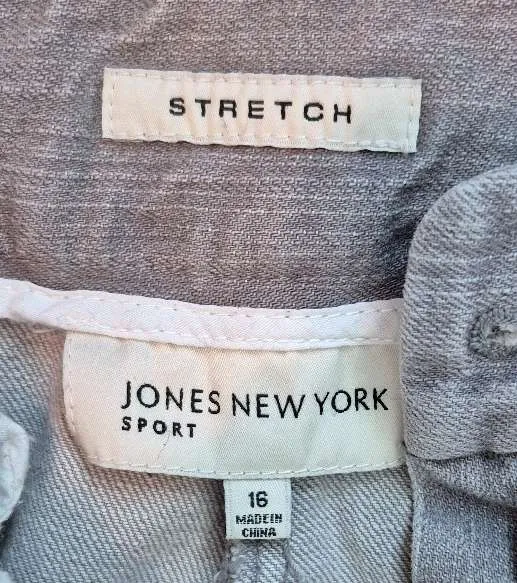 STRETCH
JONES NEW YORK
SPORT
16
MADE IN
CHINA